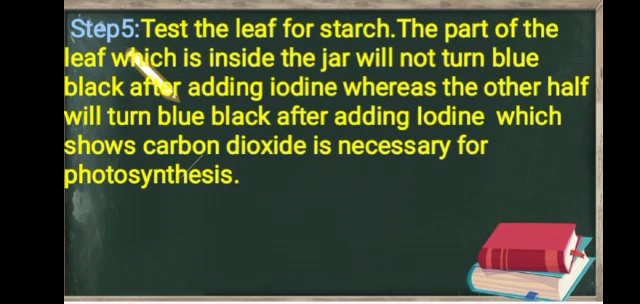 Step5:Test the leaf for starch.The part of the
leaf which is inside the jar will not turn blue
black after adding iodine whereas the other half
will turn blue black after adding Iodine which
shows carbon dioxide is necessary for
photosynthesis.